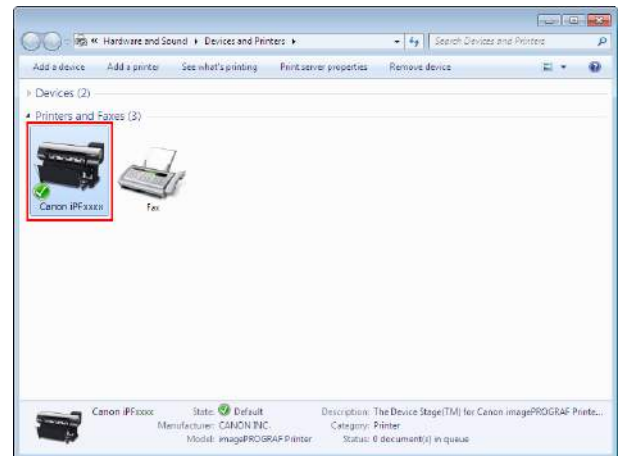 « Hardware and Sound ▸ Devices and Printers ▸ Search Devices and Printers
Add a device Add a printer See what's printing Print server properties Remove device
Devices (2)
Printers and Faxes (3)
Canon iPFxxxx Fax
Canon iPFxxxx State: Default Description: The Device Stage(TM) for Canon imagePROGRAF Printe...
Manufacturer: CANON INC. Category: Printer
Model: imagePROGRAF Printer Status: 0 document(s) in queue